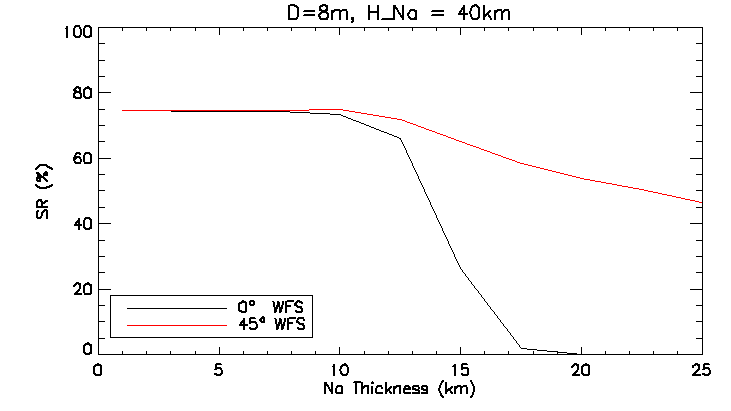 D=8m, H_Na = 40km
100
80
60
40
20
0
SR (%)
0° WFS
45° WFS
0 5 10 15 20 25
Na Thickness (km)